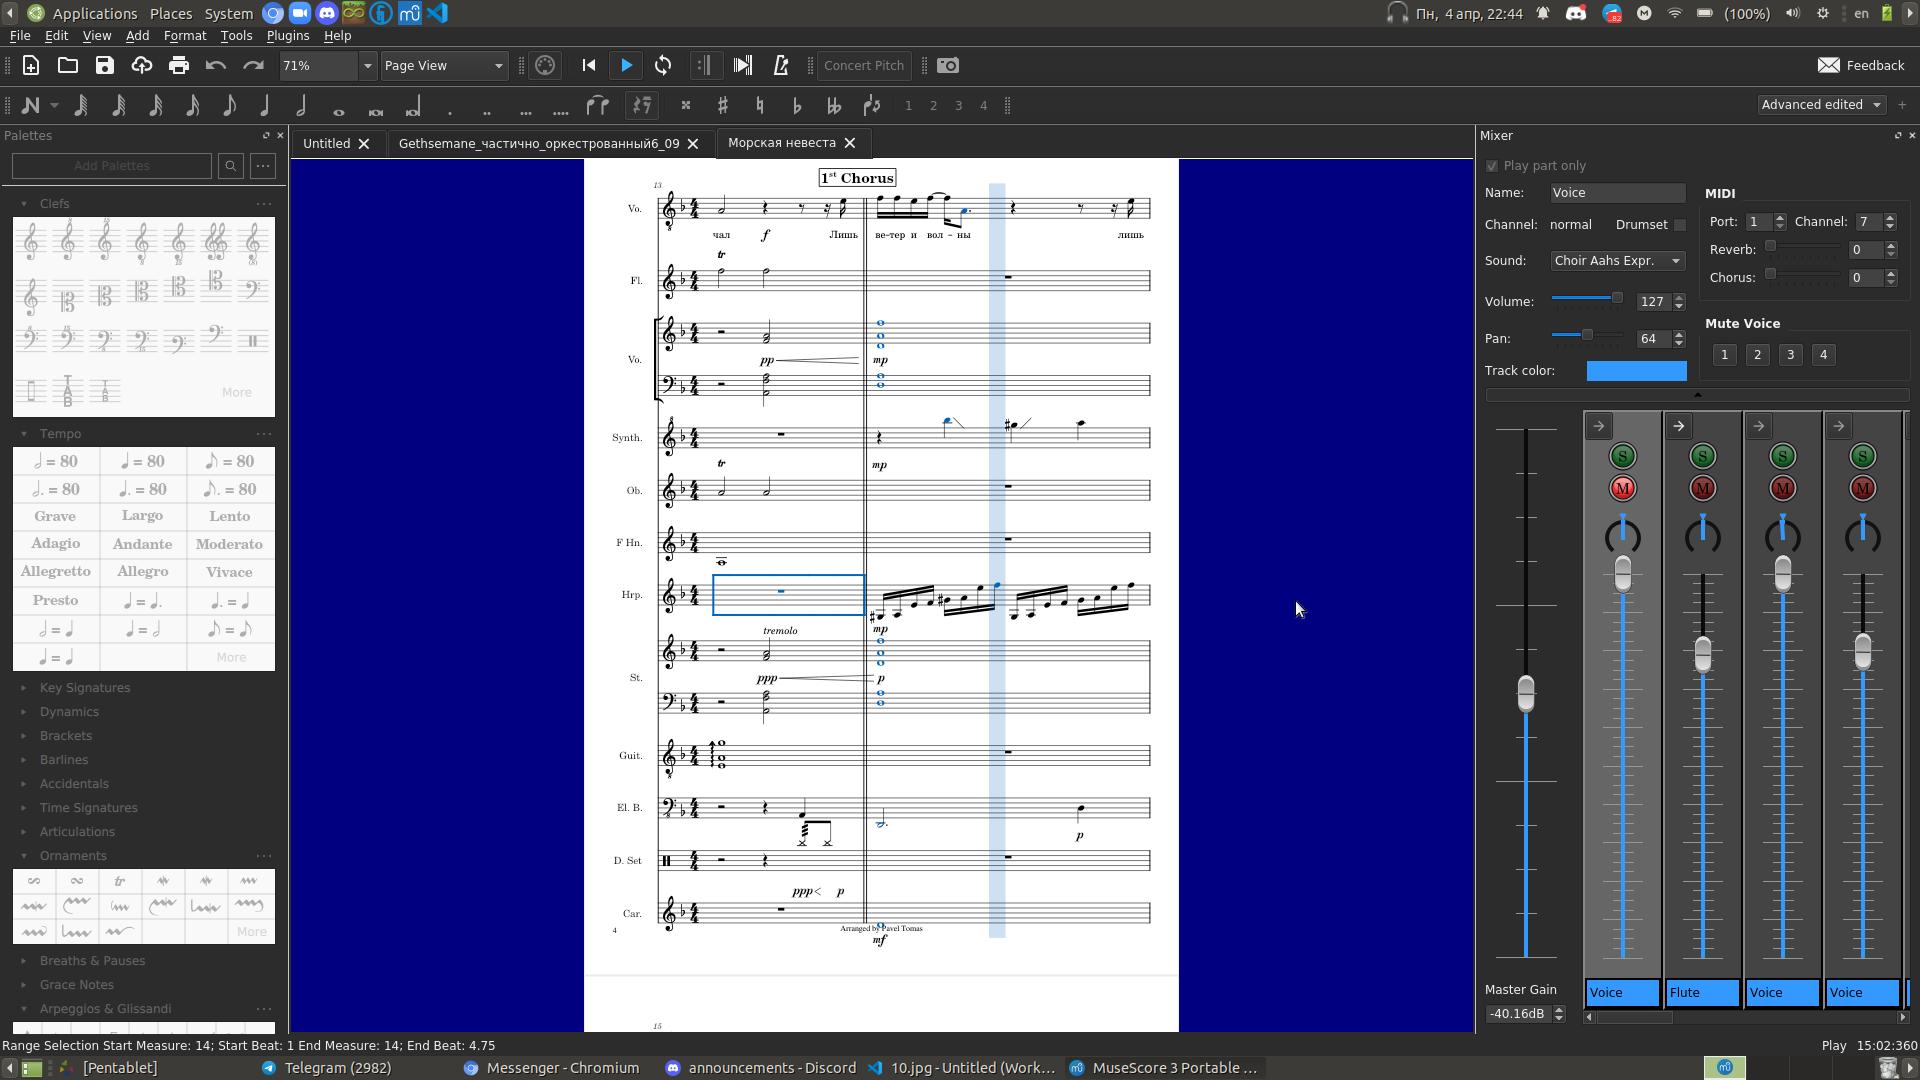 Applications Places System
Пн, 4 апр, 22:44
82
M
(100%)
en
File Edit View Add Format Tools Plugins Help
71%
Page View
Concert Pitch
Feedback
1 2 3 4
Advanced edited
Palettes
Add Palettes
...
Clefs
More
Tempo
= 80 = 80 = 80
. = 80 . = 80 . = 80
Grave Largo Lento
Adagio Andante Moderato
Allegretto Allegro Vivace
Presto
More
Key Signatures
Dynamics
Brackets
Barlines
Accidentals
Time Signatures
Articulations
Ornaments
tr
More
Breaths & Pauses
Grace Notes
Arpeggios & Glissandi
Untitled
Gethsemane_частично_оркестрованный6_09
Морская невеста
1st Chorus
13
Vo.
чал f Лишь ве-тер и вол - ны лишь
tr
Fl.
Vo.
pp mp
Synth.
tr mp
Ob.
F Hn.
Hrp.
tremolo mp
St.
ppp p
Guit.
El. B.
p
D. Set
ppp< p
Car.
4
Arranged by Pavel Tomas
mf
15
Mixer
Play part only
Name: Voice
MIDI
Channel: normal Drumset
Port: 1 Channel: 7
Sound: Choir Aahs Expr.
Reverb: 0
Chorus: 0
Volume: 127
Mute Voice
Pan: 64
1 2 3 4
Track color:
S S S S
M M M M
Master Gain
-40.16dB
Voice Flute Voice Voice
Range Selection Start Measure: 14; Start Beat: 1 End Measure: 14; End Beat: 4.75
Play 15:02:360
[Pentablet]
Telegram (2982)
Messenger - Chromium
announcements - Discord
10.jpg - Untitled (Work...
MuseScore 3 Portable ...